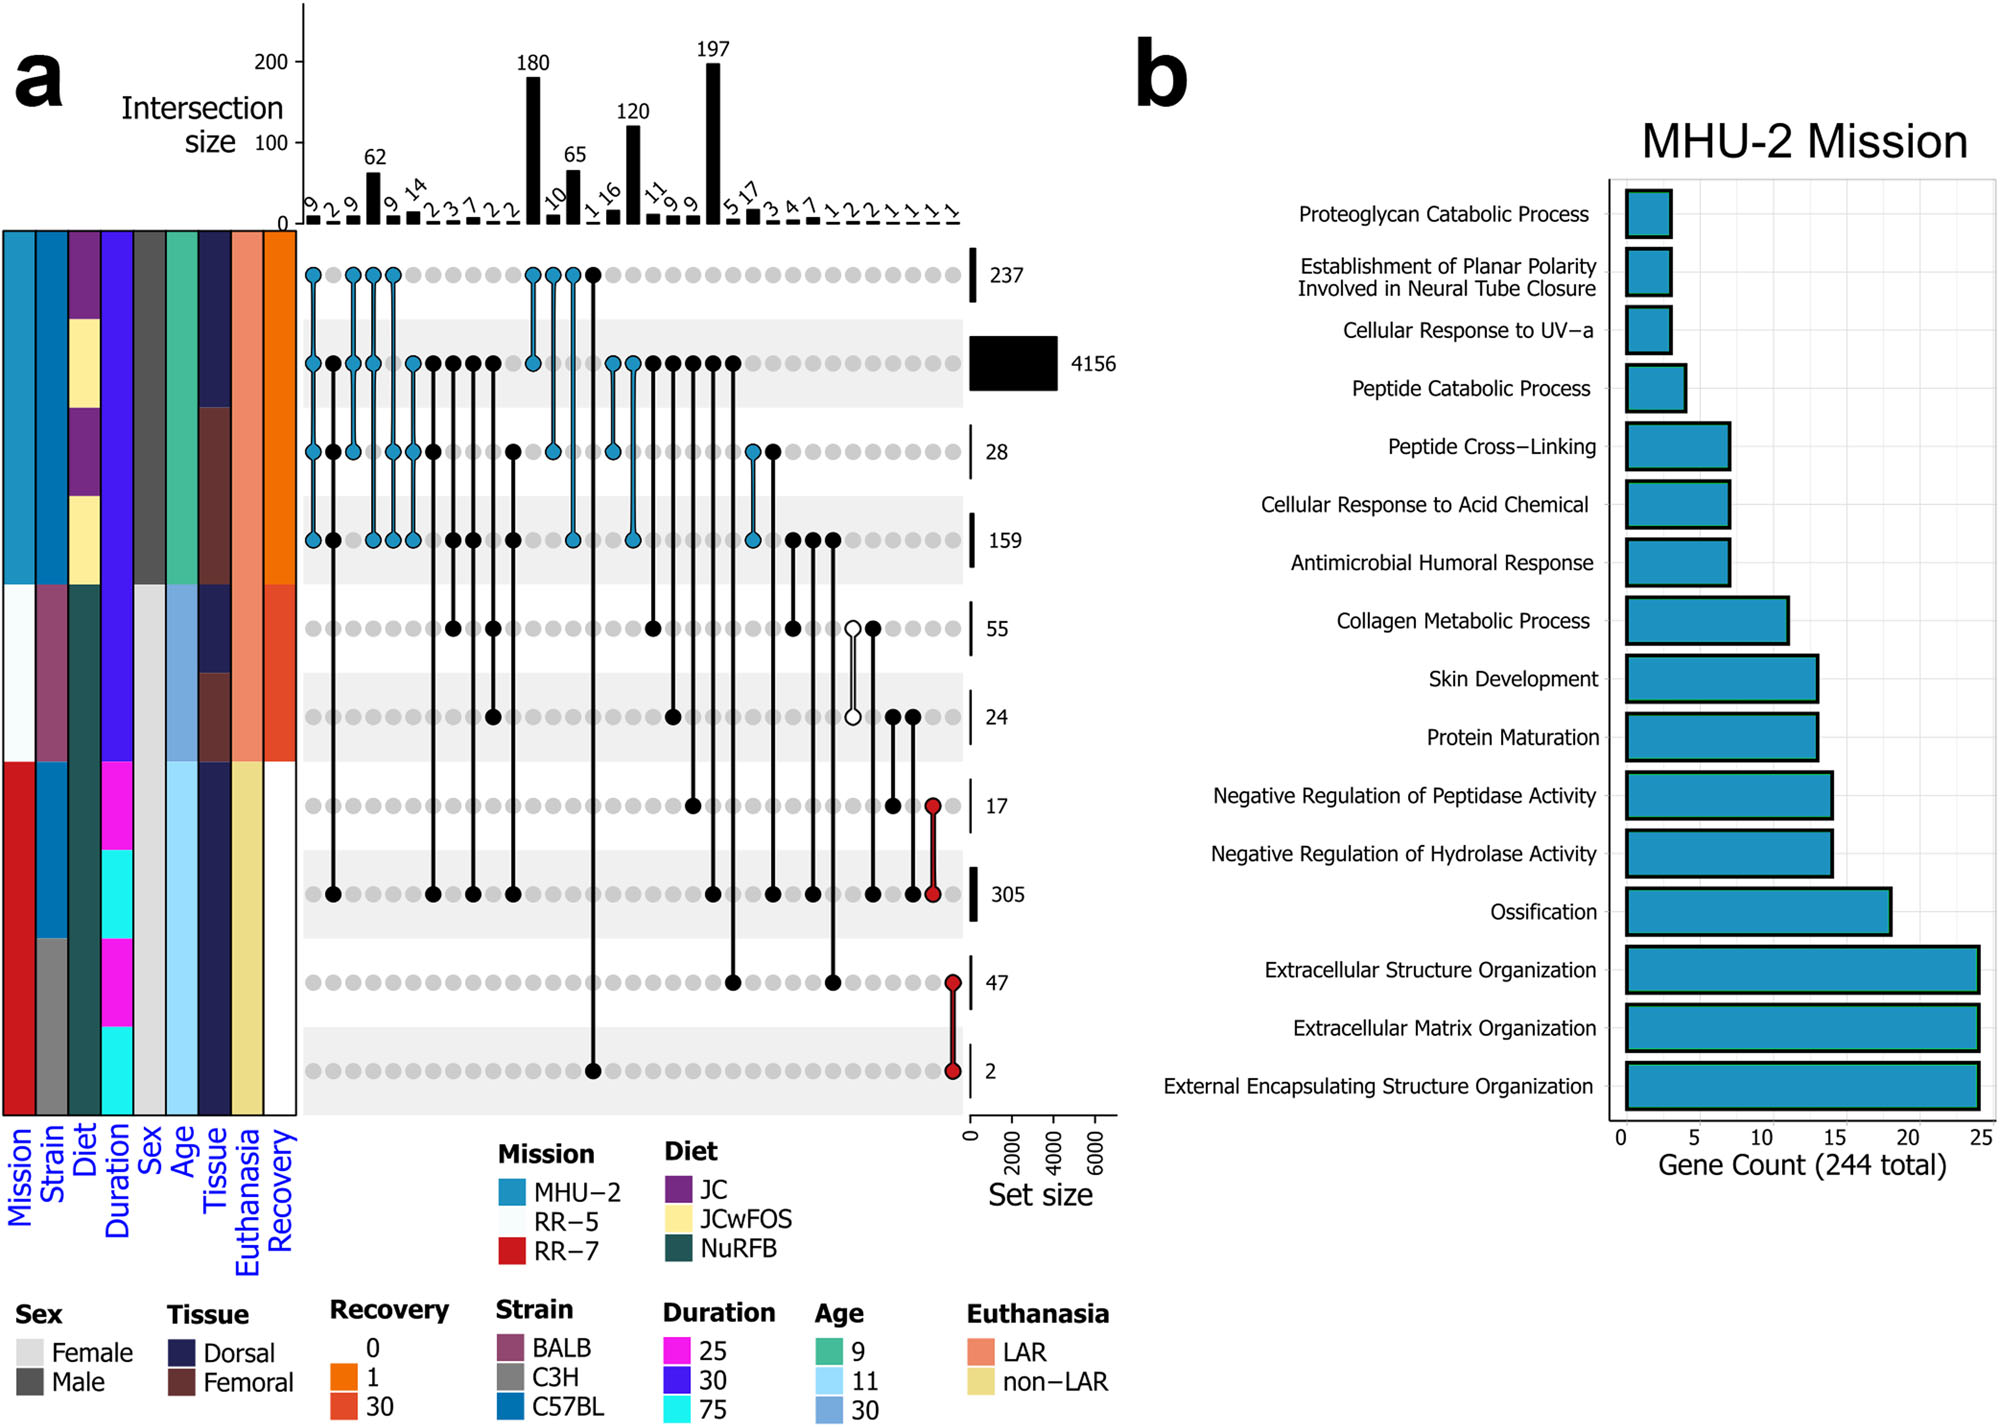 a
b
Intersection
size
200
100
0
9
2
9
62
9
14
2
3
7
2
2
180
10
65
1
16
120
11
9
9
197
5
17
3
4
7
1
2
2
1
1
1
1
237
4156
28
159
55
24
17
305
47
2
0
2000
4000
6000
Set size
Mission
Strain
Diet
Duration
Sex
Age
Tissue
Euthanasia
Recovery
Mission
MHU−2
RR−5
RR−7
Diet
JC
JCwFOS
NuRFB
Sex
Female
Male
Tissue
Dorsal
Femoral
Recovery
0
1
30
Strain
BALB
C3H
C57BL
Duration
25
30
75
Age
9
11
30
Euthanasia
LAR
non−LAR
MHU-2 Mission
Proteoglycan Catabolic Process
Establishment of Planar Polarity
Involved in Neural Tube Closure
Cellular Response to UV−a
Peptide Catabolic Process
Peptide Cross−Linking
Cellular Response to Acid Chemical
Antimicrobial Humoral Response
Collagen Metabolic Process
Skin Development
Protein Maturation
Negative Regulation of Peptidase Activity
Negative Regulation of Hydrolase Activity
Ossification
Extracellular Structure Organization
Extracellular Matrix Organization
External Encapsulating Structure Organization
0
5
10
15
20
25
Gene Count (244 total)